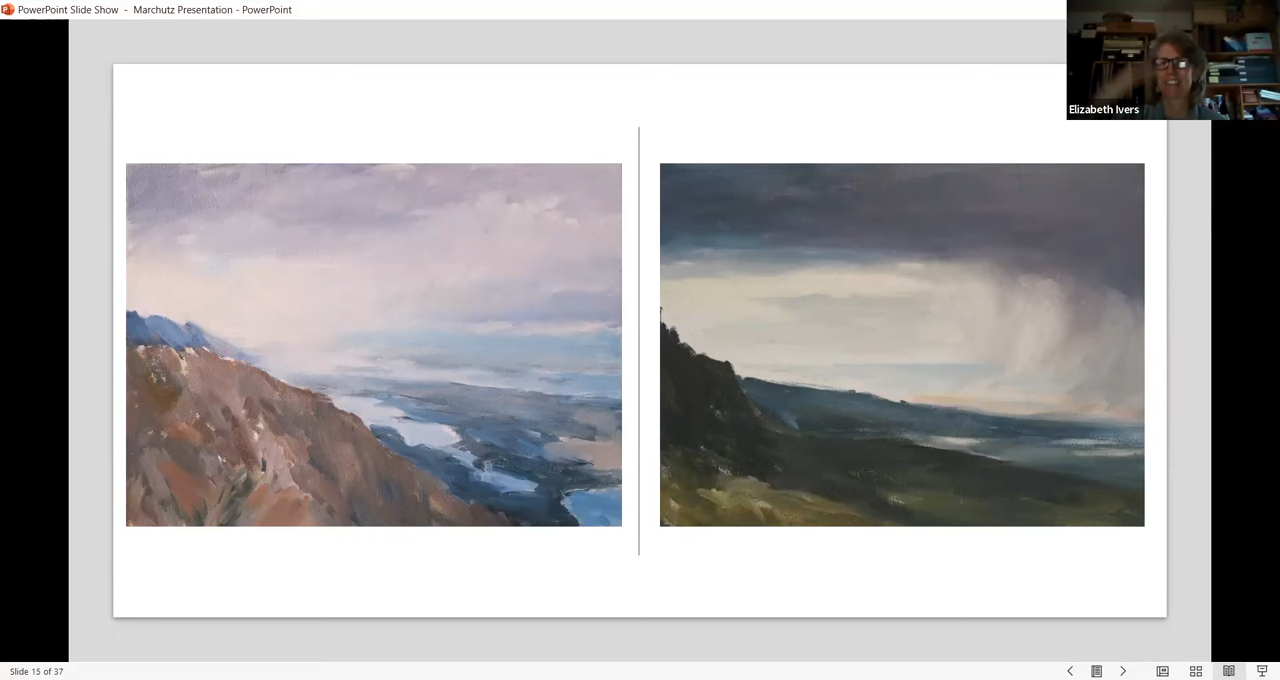 PowerPoint Slide Show - Marchutz Presentation - PowerPoint
Elizabeth Ivers
Slide 15 of 37